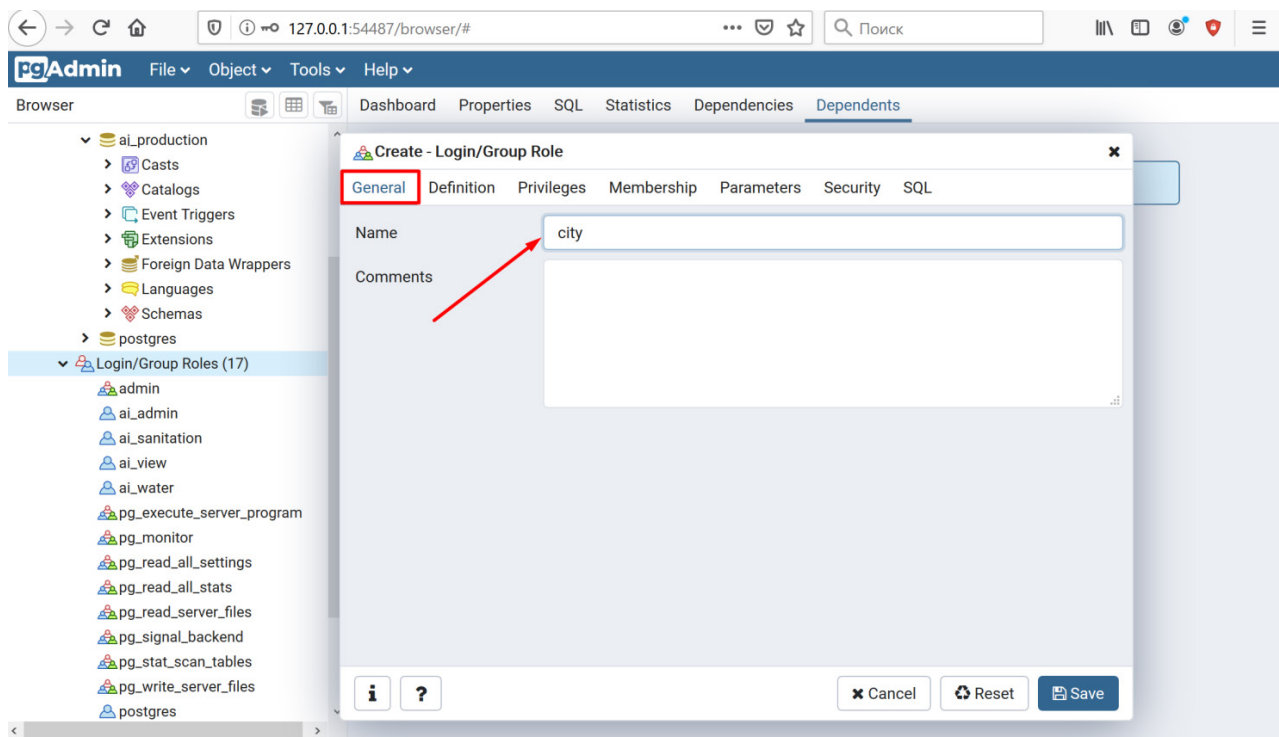 127.0.0.1:54487/browser/#
Поиск
pgAdmin File Object Tools Help
Browser
Dashboard Properties SQL Statistics Dependencies Dependents
ai_production
Casts
Catalogs
Event Triggers
Extensions
Foreign Data Wrappers
Languages
Schemas
postgres
Login/Group Roles (17)
admin
ai_admin
ai_sanitation
ai_view
ai_water
pg_execute_server_program
pg_monitor
pg_read_all_settings
pg_read_all_stats
pg_read_server_files
pg_signal_backend
pg_stat_scan_tables
pg_write_server_files
postgres
Create - Login/Group Role
General Definition Privileges Membership Parameters Security SQL
Name city
Comments
i ? Cancel Reset Save